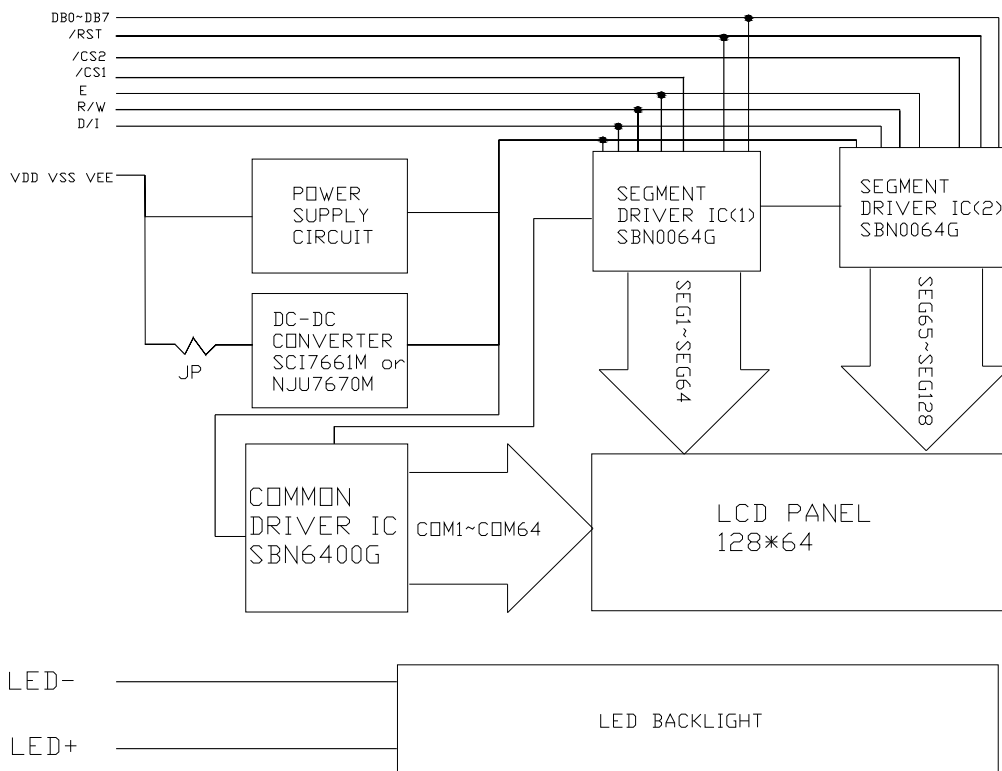 DB0~DB7
/RST
/CS2
/CS1
E
R/W
D/I
VDD VSS VEE
POWER
SUPPLY
CIRCUIT
SEGMENT
DRIVER IC(1)
SBN0064G
SEGMENT
DRIVER IC(2)
SBN0064G
DC-DC
CONVERTER
SCI7661M or
NJU7670M
JP
SEG1~SEG64
SEG65~SEG128
COMMON
DRIVER IC
SBN6400G
COM1~COM64
LCD PANEL
128*64
LED-
LED+
LED BACKLIGHT